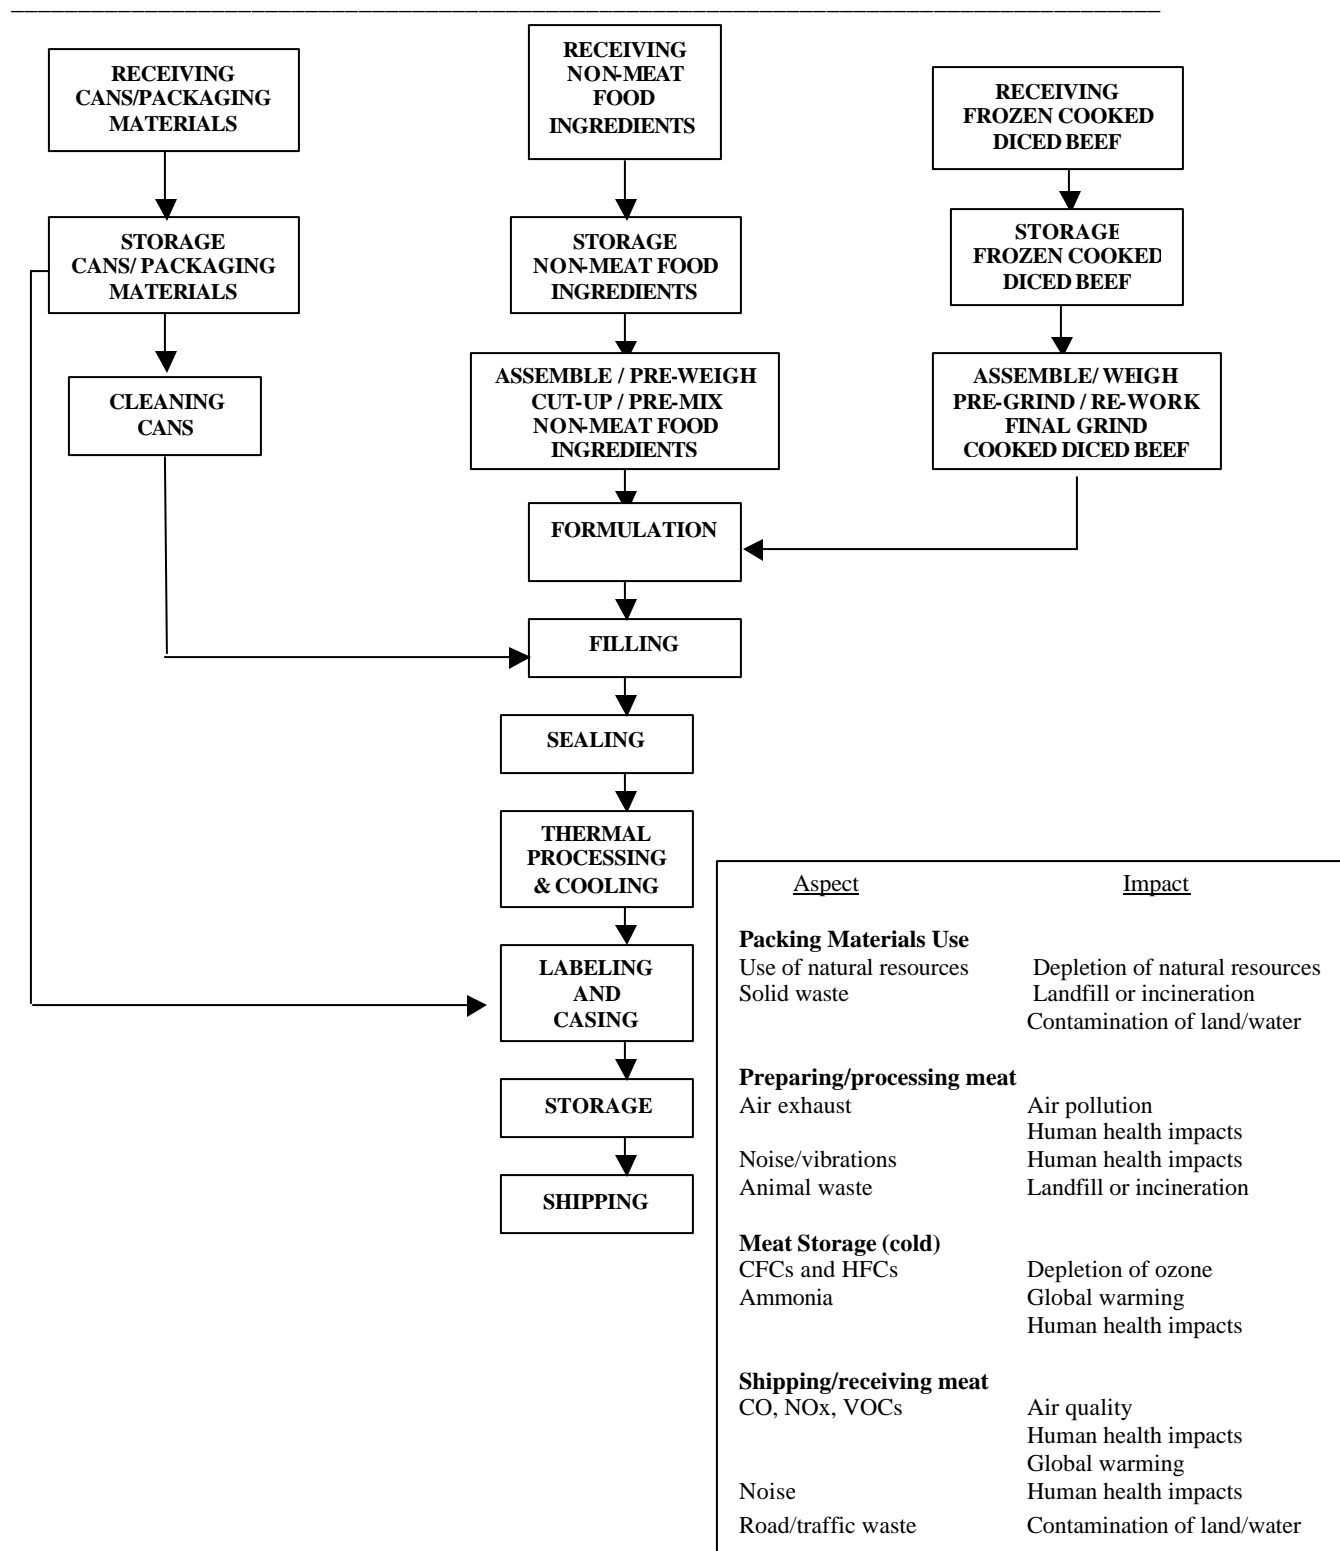 RECEIVING
CANS/PACKAGING
MATERIALS
RECEIVING
NON-MEAT
FOOD
INGREDIENTS
RECEIVING
FROZEN COOKED
DICED BEEF
STORAGE
CANS/ PACKAGING
MATERIALS
STORAGE
NON-MEAT FOOD
INGREDIENTS
STORAGE
FROZEN COOKED
DICED BEEF
CLEANING
CANS
ASSEMBLE / PRE-WEIGH
CUT-UP / PRE-MIX
NON-MEAT FOOD
INGREDIENTS
ASSEMBLE/ WEIGH
PRE-GRIND / RE-WORK
FINAL GRIND
COOKED DICED BEEF
FORMULATION
FILLING
SEALING
THERMAL
PROCESSING
& COOLING
LABELING
AND
CASING
STORAGE
SHIPPING
Aspect Impact
Packing Materials Use
Use of natural resources Depletion of natural resources
Solid waste Landfill or incineration
Contamination of land/water
Preparing/processing meat
Air exhaust Air pollution
Human health impacts
Noise/vibrations Human health impacts
Animal waste Landfill or incineration
Meat Storage (cold)
CFCs and HFCs Depletion of ozone
Ammonia Global warming
Human health impacts
Shipping/receiving meat
CO, NOx, VOCs Air quality
Human health impacts
Global warming
Noise Human health impacts
Road/traffic waste Contamination of land/water